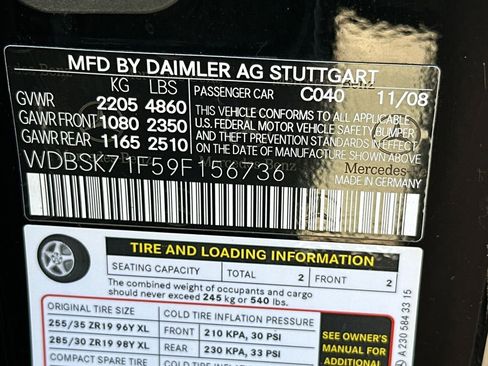 MFD BY DAIMLER AG STUTTGART
KG LBS PASSENGER CAR C040 11/08
GVWR 2205 4860
GAWR FRONT 1080 2350
GAWR REAR 1165 2510
THIS VEHICLE CONFORMS TO ALL APPLICABLE
U.S. FEDERAL MOTOR VEHICLE SAFETY, BUMPER
AND THEFT PREVENTION STANDARDS IN EFFECT
ON THE DATE OF MANUFACTURE SHOWN ABOVE
WDBSK71F59F156736
Mercedes-Benz
Mercedes-
MADE IN GERMANY
TIRE AND LOADING INFORMATION
SEATING CAPACITY TOTAL 2 FRONT 2
The combined weight of occupants and cargo
should never exceed 245 kg or 540 lbs.
ORIGINAL TIRE SIZE COLD TIRE INFLATION PRESSURE
255/35 ZR19 96Y XL FRONT 210 KPA, 30 PSI
285/30 ZR19 98Y XL REAR 230 KPA, 33 PSI
COMPACT SPARE TIRE COLD TIRE INFLATION
SEE OWNER'S
MANUAL FOR
ADDITIONAL
A 230 584 33 15